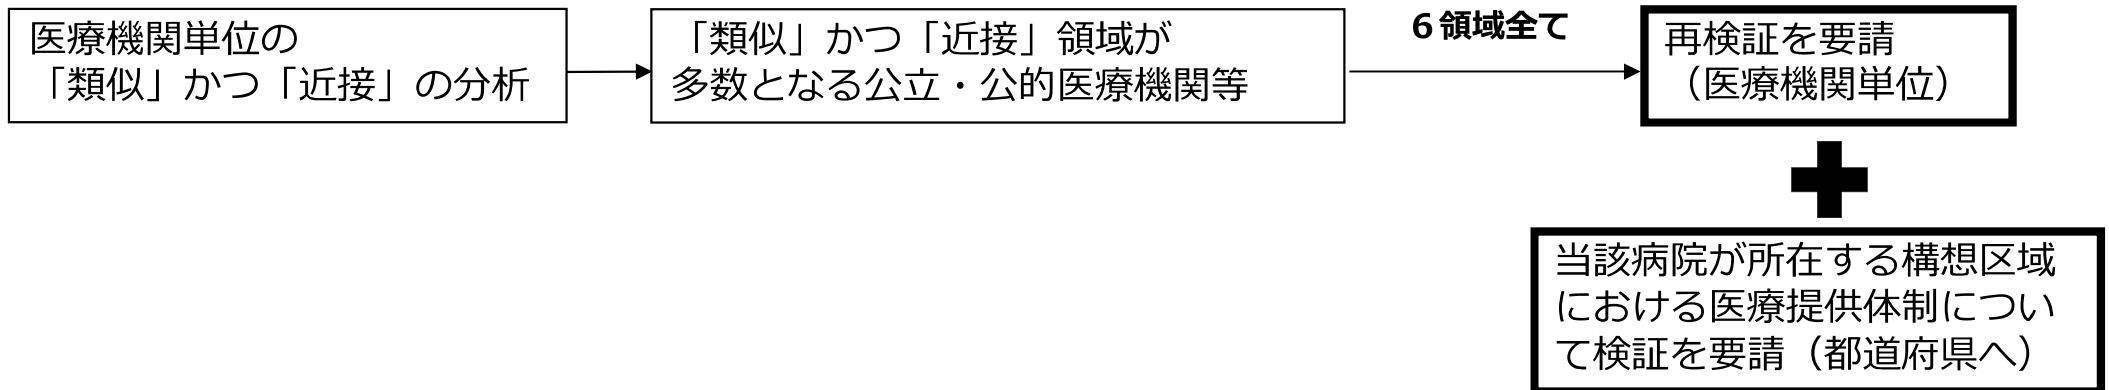 医療機関単位の
「類似」かつ「近接」の分析
「類似」かつ「近接」領域が
多数となる公立・公的医療機関等
６領域全て
再検証を要請
（医療機関単位）
当該病院が所在する構想区域
における医療提供体制につい
て検証を要請（都道府県へ）